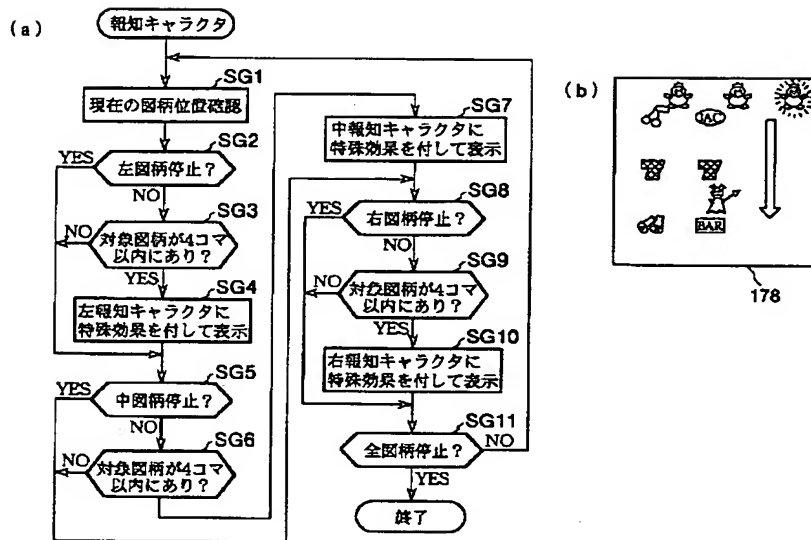 (a)
報知キャラクタ
SG1
現在の図柄位置確認
SG2
YES
左図柄停止?
NO
SG3
NO
対象図柄が4コマ
以内にあり?
YES
SG4
左報知キャラクタに
特殊効果を付して表示
SG5
YES
中図柄停止?
NO
SG6
NO
対象図柄が4コマ
以内にあり?
SG7
中報知キャラクタに
特殊効果を付して表示
SG8
YES
右図柄停止?
NO
SG9
NO
対象図柄が4コマ
以内にあり?
YES
SG10
右報知キャラクタに
特殊効果を付して表示
SG11
全図柄停止?
NO
YES
終了
(b)
JAC
BAR
178